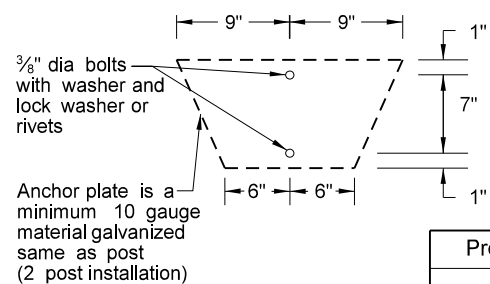 9" 9"
1"
⅜" dia bolts
with washer and
lock washer or
rivets
7"
Anchor plate is a
minimum 10 gauge
material galvanized
same as post
(2 post installation)
6" 6"
1"